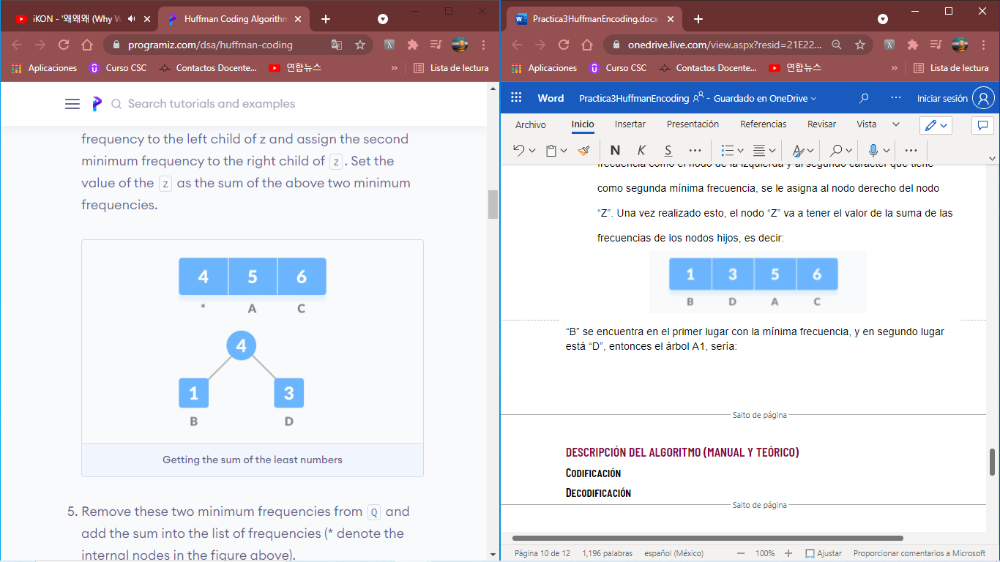 iKON - ‘왜왜왜 (Why W
Huffman Coding Algorithm
programiz.com/dsa/huffman-coding
Aplicaciones
Curso CSC
Contactos Docente...
연합뉴스
»
Lista de lectura
Search tutorials and examples
frequency to the left child of z and assign the second
minimum frequency to the right child of z . Set the
value of the z as the sum of the above two minimum
frequencies.
4 5 6
* A C
4
1 3
B D
Getting the sum of the least numbers
5. Remove these two minimum frequencies from Q and
add the sum into the list of frequencies (* denote the
internal nodes in the figure above).
Practica3HuffmanEncoding.docx
onedrive.live.com/view.aspx?resid=21E22...
Aplicaciones
Curso CSC
Contactos Docente...
연합뉴스
»
Lista de lectura
Word
Practica3HuffmanEncoding - Guardado en OneDrive
Iniciar sesión
Archivo
Inicio
Insertar
Presentación
Referencias
Revisar
Vista
N K S
frecuencia como el nodo de la izquierda y al segundo carácter que tiene
como segunda mínima frecuencia, se le asigna al nodo derecho del nodo
“Z”. Una vez realizado esto, el nodo “Z” va a tener el valor de la suma de las
frecuencias de los nodos hijos, es decir:
1 3 5 6
B D A C
“B” se encuentra en el primer lugar con la mínima frecuencia, y en segundo lugar
está “D”, entonces el árbol A1, sería:
Salto de página
DESCRIPCIÓN DEL ALGORITMO (MANUAL Y TEÓRICO)
CODIFICACIÓN
DECODIFICACIÓN
Salto de página
Página 10 de 12
1,196 palabras
español (México)
100%
Ajustar
Proporcionar comentarios a Microsoft